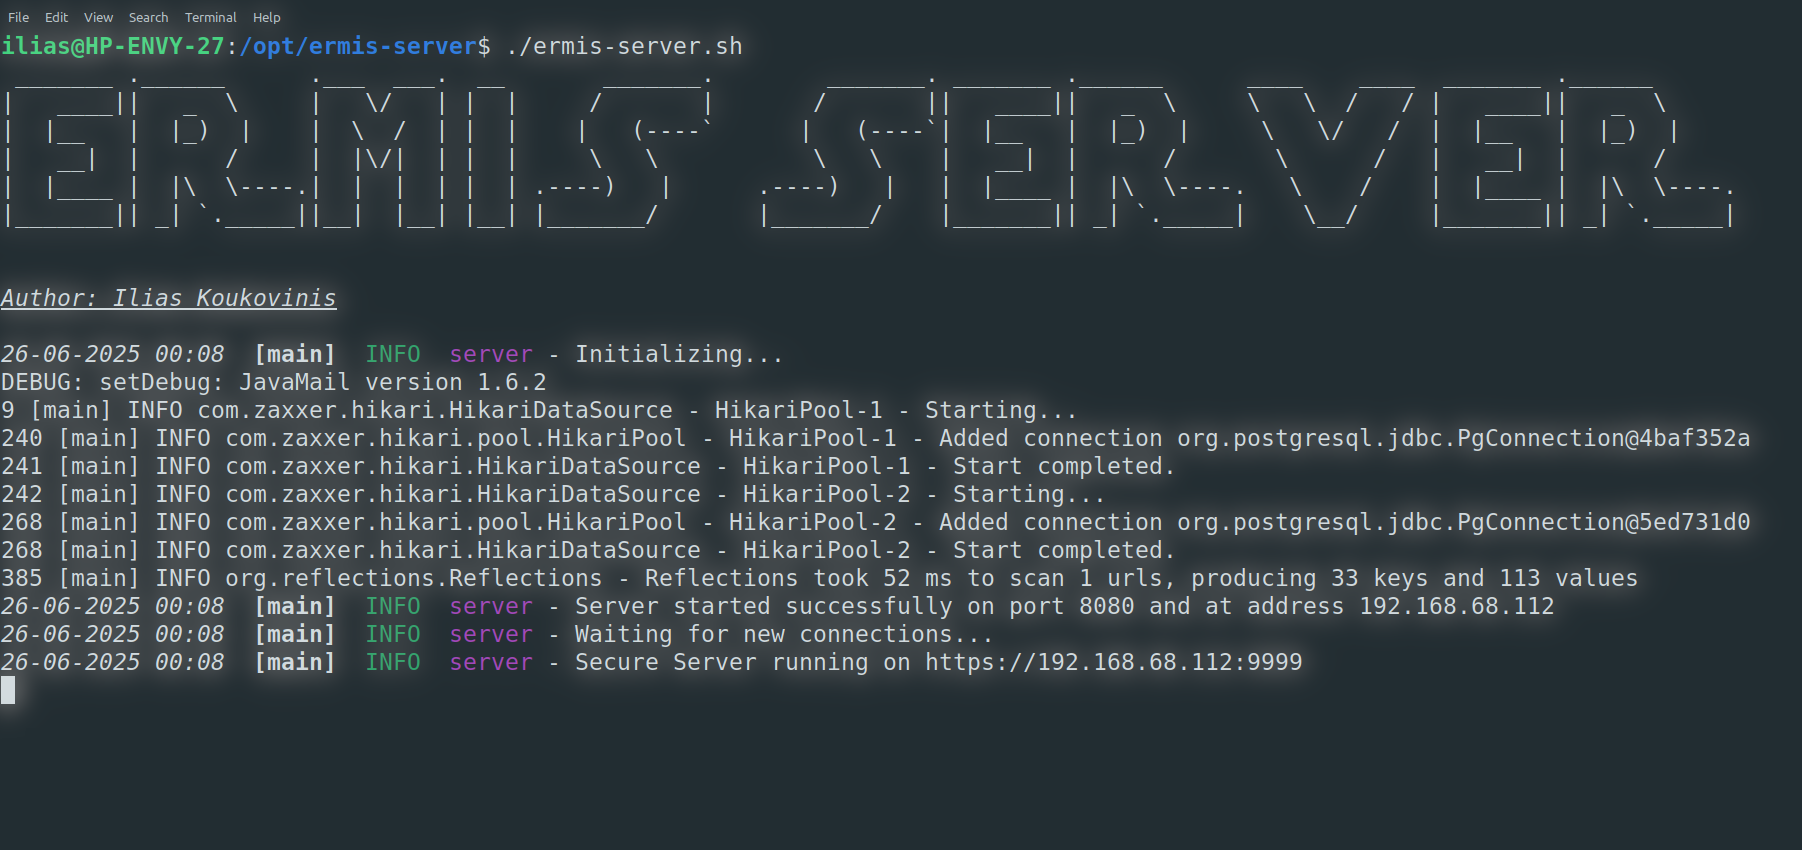 File Edit View Search Terminal Help
ilias@HP-ENVY-27:/opt/ermis-server$ ./ermis-server.sh
ERMIS SERVER
Author: Ilias Koukovinis
26-06-2025 00:08  [main]  INFO  server - Initializing...
DEBUG: setDebug: JavaMail version 1.6.2
9 [main] INFO com.zaxxer.hikari.HikariDataSource - HikariPool-1 - Starting...
240 [main] INFO com.zaxxer.hikari.pool.HikariPool - HikariPool-1 - Added connection org.postgresql.jdbc.PgConnection@4baf352a
241 [main] INFO com.zaxxer.hikari.HikariDataSource - HikariPool-1 - Start completed.
242 [main] INFO com.zaxxer.hikari.HikariDataSource - HikariPool-2 - Starting...
268 [main] INFO com.zaxxer.hikari.pool.HikariPool - HikariPool-2 - Added connection org.postgresql.jdbc.PgConnection@5ed731d0
268 [main] INFO com.zaxxer.hikari.HikariDataSource - HikariPool-2 - Start completed.
385 [main] INFO org.reflections.Reflections - Reflections took 52 ms to scan 1 urls, producing 33 keys and 113 values
26-06-2025 00:08  [main]  INFO  server - Server started successfully on port 8080 and at address 192.168.68.112
26-06-2025 00:08  [main]  INFO  server - Waiting for new connections...
26-06-2025 00:08  [main]  INFO  server - Secure Server running on https://192.168.68.112:9999